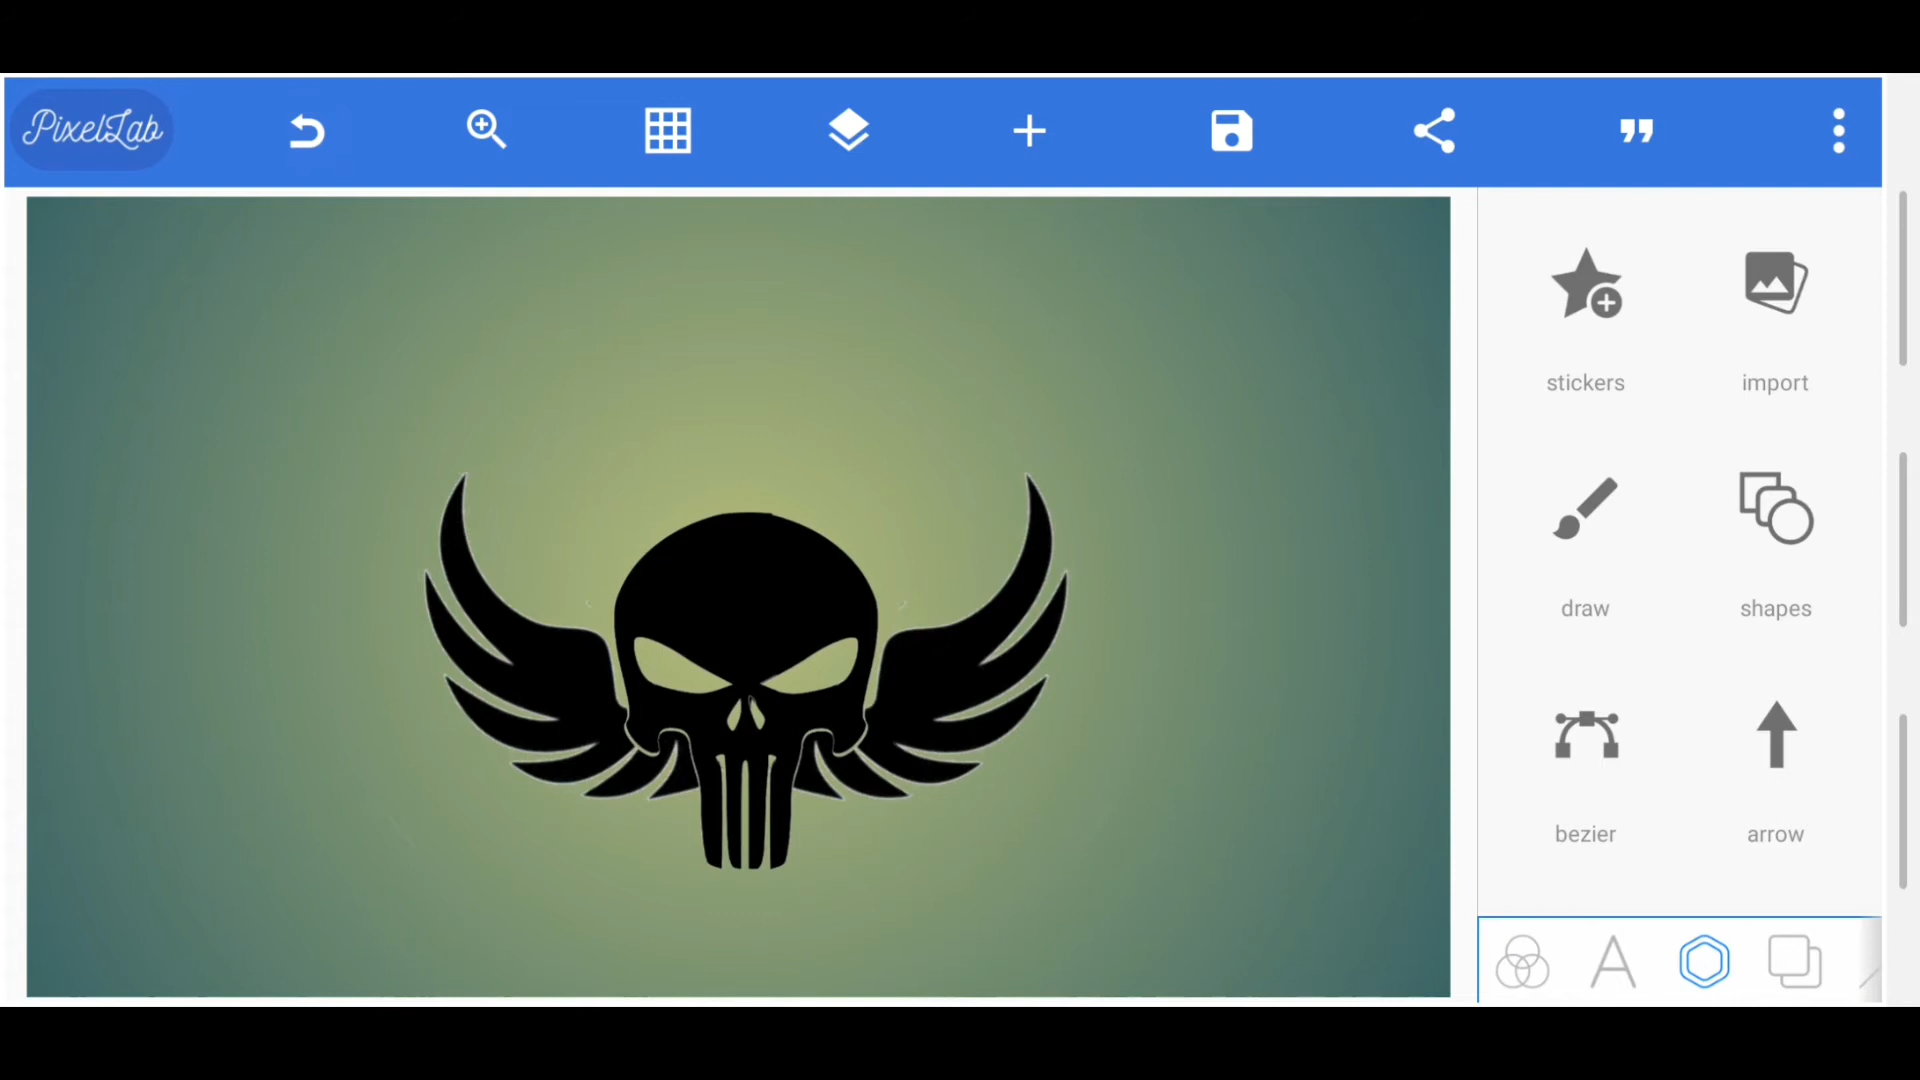 PixelLab
stickers
import
draw
shapes
bezier
arrow